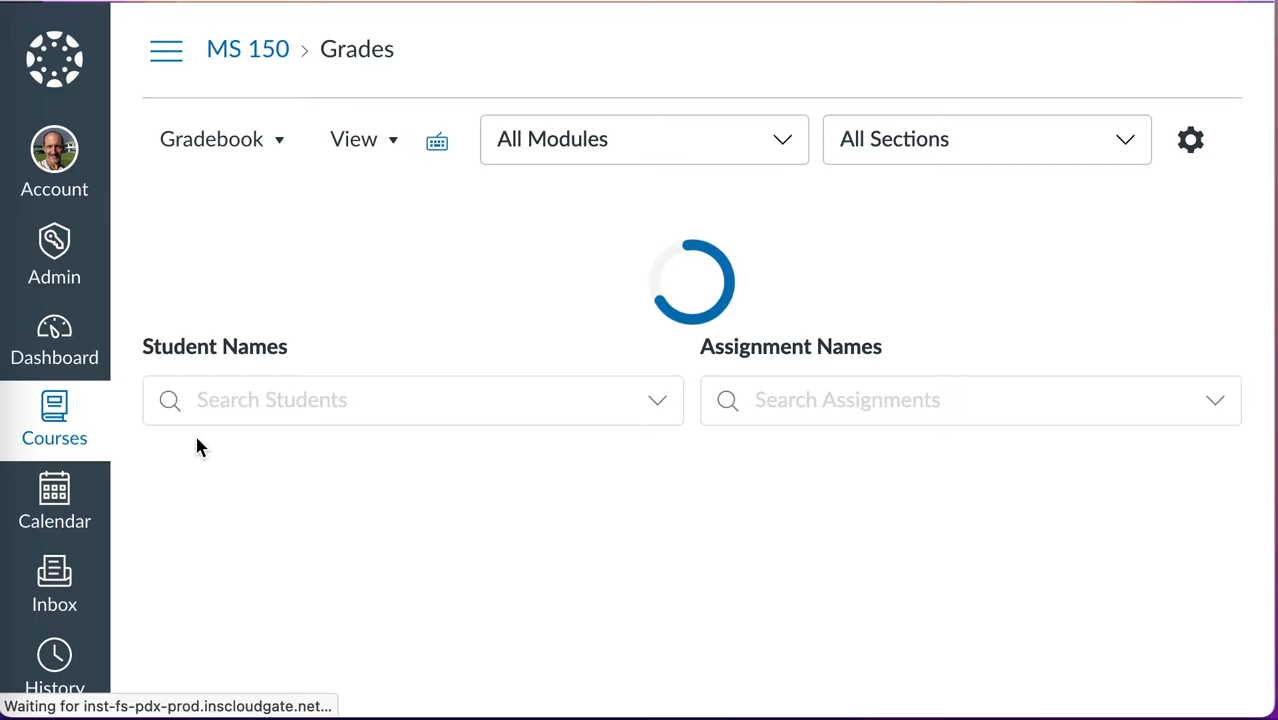 MS 150 > Grades
Gradebook View All Modules All Sections
Account
Admin
Dashboard
Courses
Calendar
Inbox
History
Student Names Assignment Names
Search Students Search Assignments
Waiting for inst-fs-pdx-prod.inscloudgate.net...